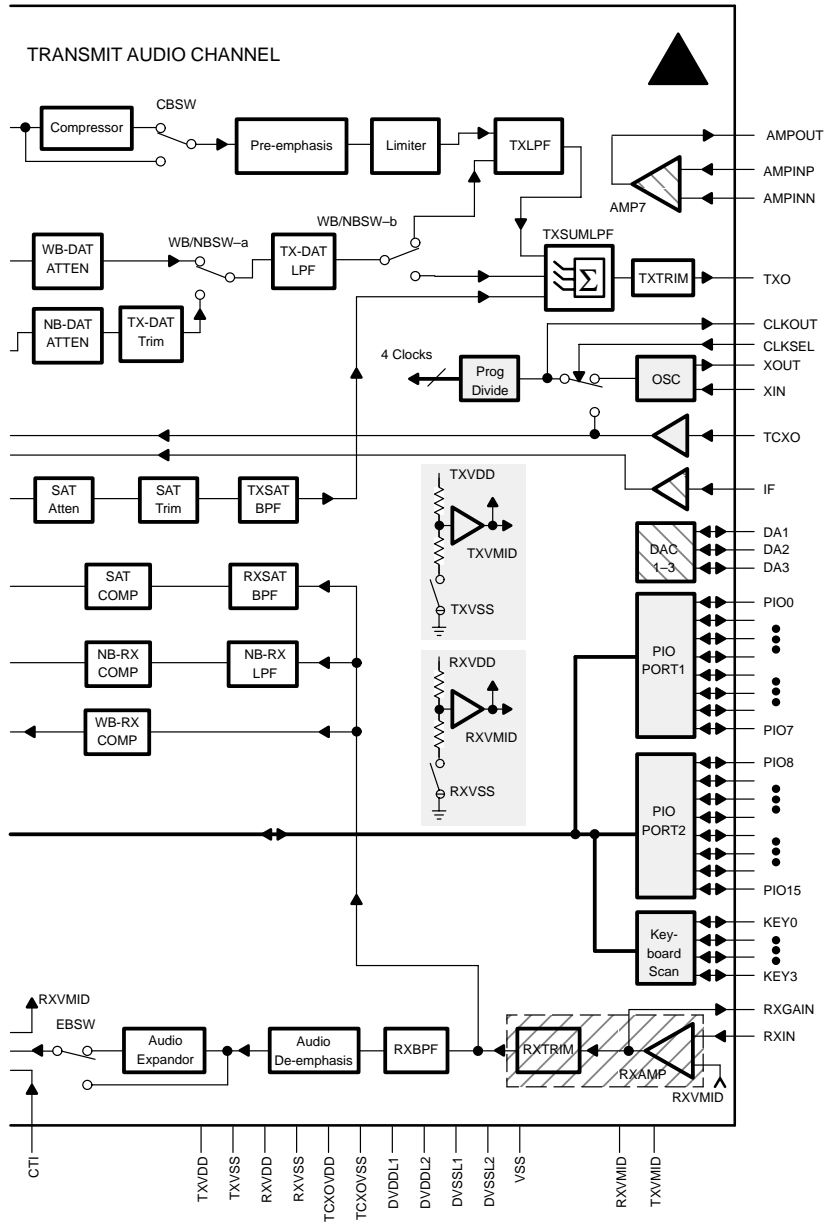 TRANSMIT AUDIO CHANNEL
CBSW
Compressor
Pre-emphasis
Limiter
TXLPF
AMPOUT
AMPINP
AMPINN
AMP7
WB/NBSW–b
WB/NBSW–a
WB-DAT
ATTEN
TX-DAT
LPF
TXSUMLPF
Σ
TXTRIM
TXO
NB-DAT
ATTEN
TX-DAT
Trim
CLKOUT
CLKSEL
4 Clocks
Prog
Divide
OSC
XOUT
XIN
TCXO
IF
SAT
Atten
SAT
Trim
TXSAT
BPF
TXVDD
TXVMID
TXVSS
DAC
1–3
DA1
DA2
DA3
SAT
COMP
RXSAT
BPF
PIO0
NB-RX
COMP
NB-RX
LPF
RXVDD
RXVMID
RXVSS
PIO
PORT1
PIO7
WB-RX
COMP
PIO8
PIO
PORT2
PIO15
Key-
board
Scan
KEY0
KEY3
RXVMID
EBSW
Audio
Expandor
Audio
De-emphasis
RXBPF
RXTRIM
RXAMP
RXGAIN
RXIN
RXVMID
CTI
TXVDD
TXVSS
RXVDD
RXVSS
TCXOVDD
TCXOVSS
DVDDL1
DVDDL2
DVSSL1
DVSSL2
VSS
RXVMID
TXVMID